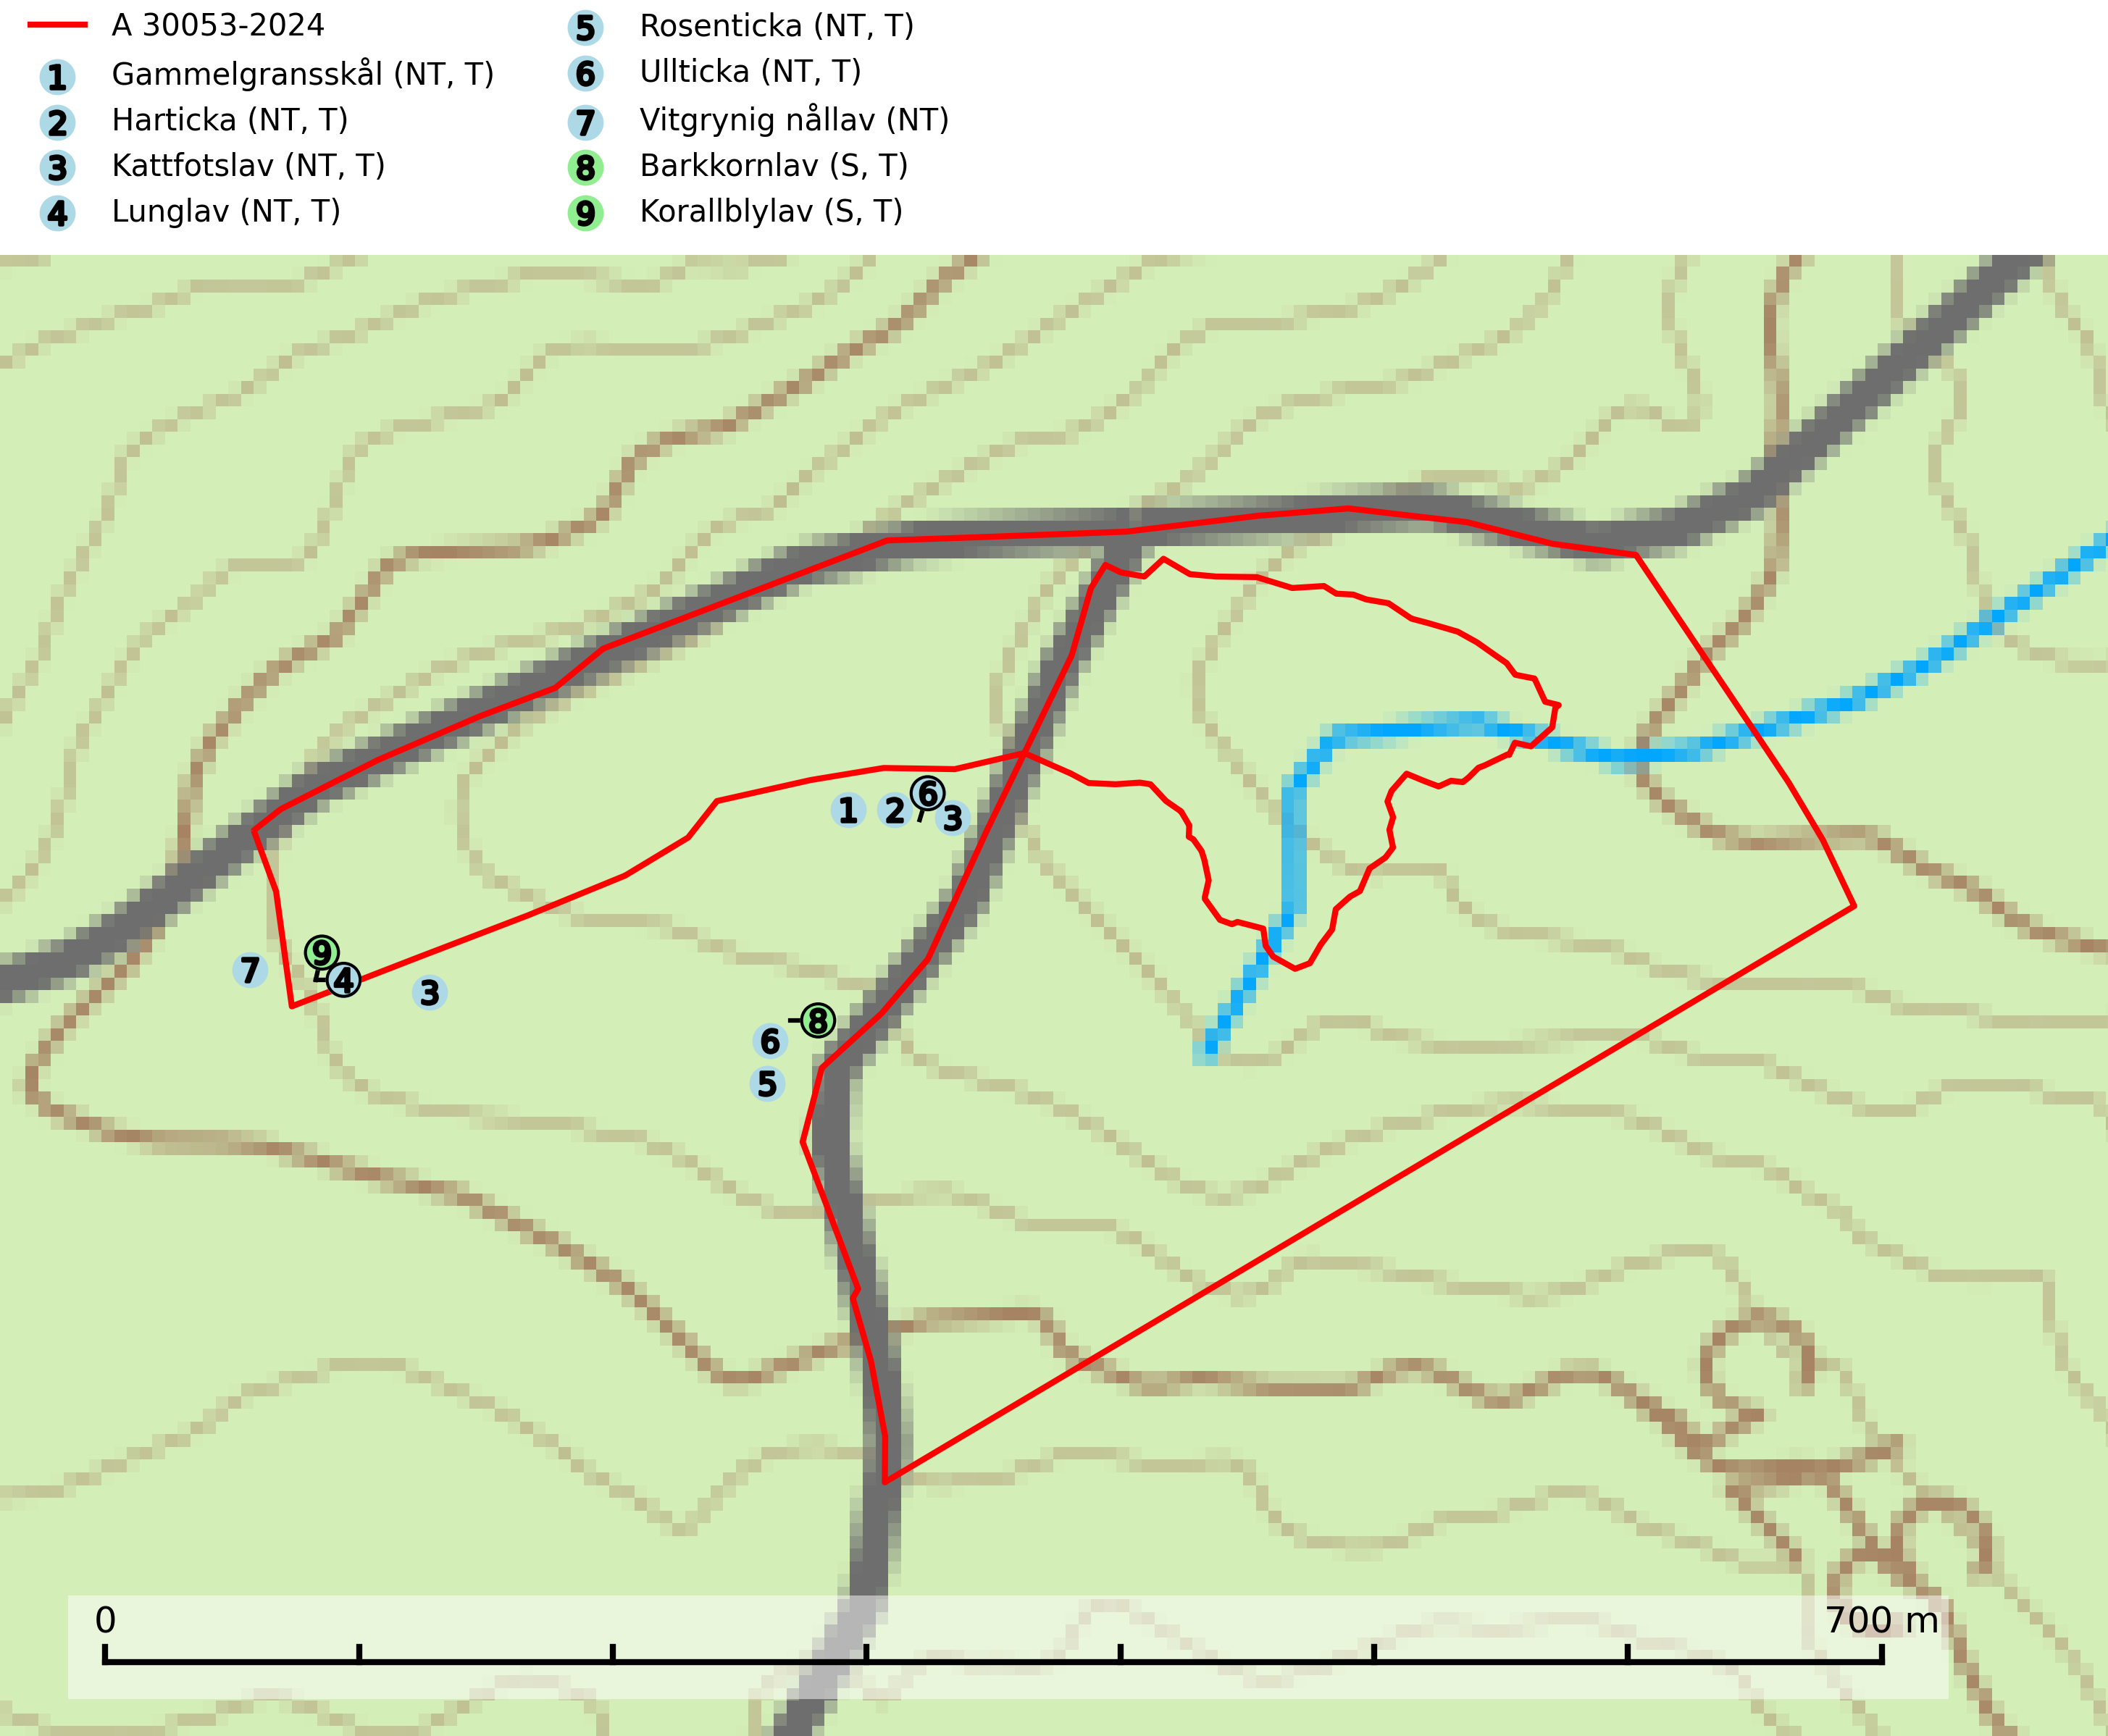 A 30053-2024
1 Gammelgransskål (NT, T)
2 Harticka (NT, T)
3 Kattfotslav (NT, T)
4 Lunglav (NT, T)
5 Rosenticka (NT, T)
6 Ullticka (NT, T)
7 Vitgrynig nållav (NT)
8 Barkkornlav (S, T)
9 Korallblylav (S, T)
6
1 2 3
9
7 4 3
8
6
5
0 700 m